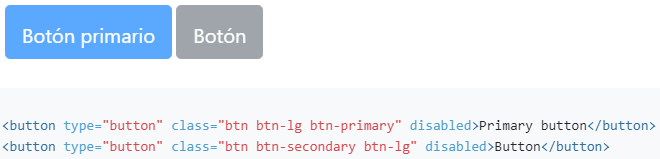 Botón primario Botón
<button type="button" class="btn btn-lg btn-primary" disabled>Primary button</button>
<button type="button" class="btn btn-secondary btn-lg" disabled>Button</button>